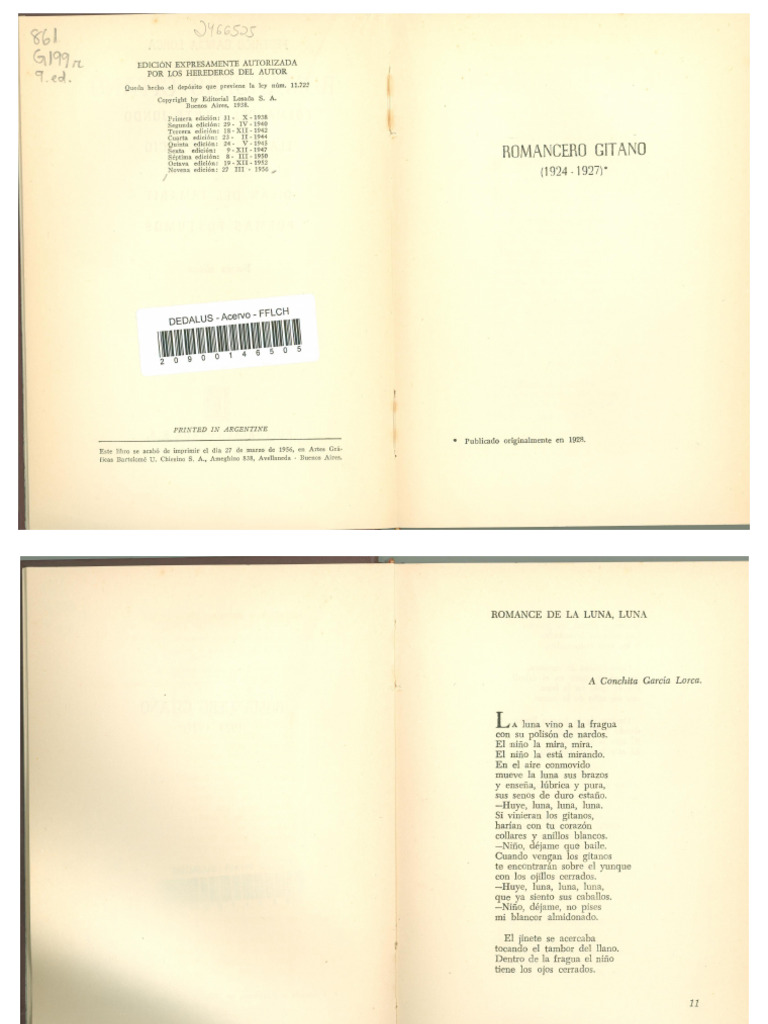 861
G199r
9. ed.
EDICIÓN EXPRESAMENTE AUTORIZADA
POR LOS HEREDEROS DEL AUTOR
Queda hecho el depósito que previene la ley núm. 11.722
Copyright by Editorial Losada S. A.
Buenos Aires, 1938.
Primera edición: 31 - X - 1938
Segunda edición: 29 - IV - 1940
Tercera edición: 18 - XII - 1942
Cuarta edición: 23 - II - 1944
Quinta edición: 24 - V - 1945
Sexta edición: 9 - XII - 1947
Séptima edición: 8 - III - 1950
Octava edición: 19 - XII - 1952
Novena edición: 27 III - 1956
DEDALUS - Acervo - FFLCH
20900146505
PRINTED IN ARGENTINE
Este libro se acabó de imprimir el día 27 de marzo de 1956, en Artes Grá-
ficas Bartolomé U. Chiesino S. A., Ameghino 838, Avellaneda - Buenos Aires.
ROMANCERO GITANO
(1924 - 1927)*
* Publicado originalmente en 1928.
ROMANCE DE LA LUNA, LUNA
A Conchita García Lorca.
LA luna vino a la fragua
con su polisón de nardos.
El niño la mira, mira.
El niño la está mirando.
En el aire conmovido
mueve la luna sus brazos
y enseña, lúbrica y pura,
sus senos de duro estaño.
—Huye, luna, luna, luna.
Si vinieran los gitanos,
harían con tu corazón
collares y anillos blancos.
—Niño, déjame que baile.
Cuando vengan los gitanos
te encontrarán sobre el yunque
con los ojillos cerrados.
—Huye, luna, luna, luna,
que ya siento sus caballos.
—Niño, déjame, no pises
mi blancor almidonado.
El jinete se acercaba
tocando el tambor del llano.
Dentro de la fragua el niño
tiene los ojos cerrados.
11